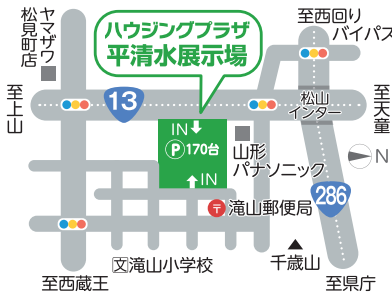 ヤマザワ
松見町店
ハウジングプラザ
平清水展示場
至西回り
バイパス
至上山
13
松山
インター
至天童
IN
P170台
IN
山形
パナソニック
N
286
〒滝山郵便局
文滝山小学校
千歳山
至西蔵王
至県庁